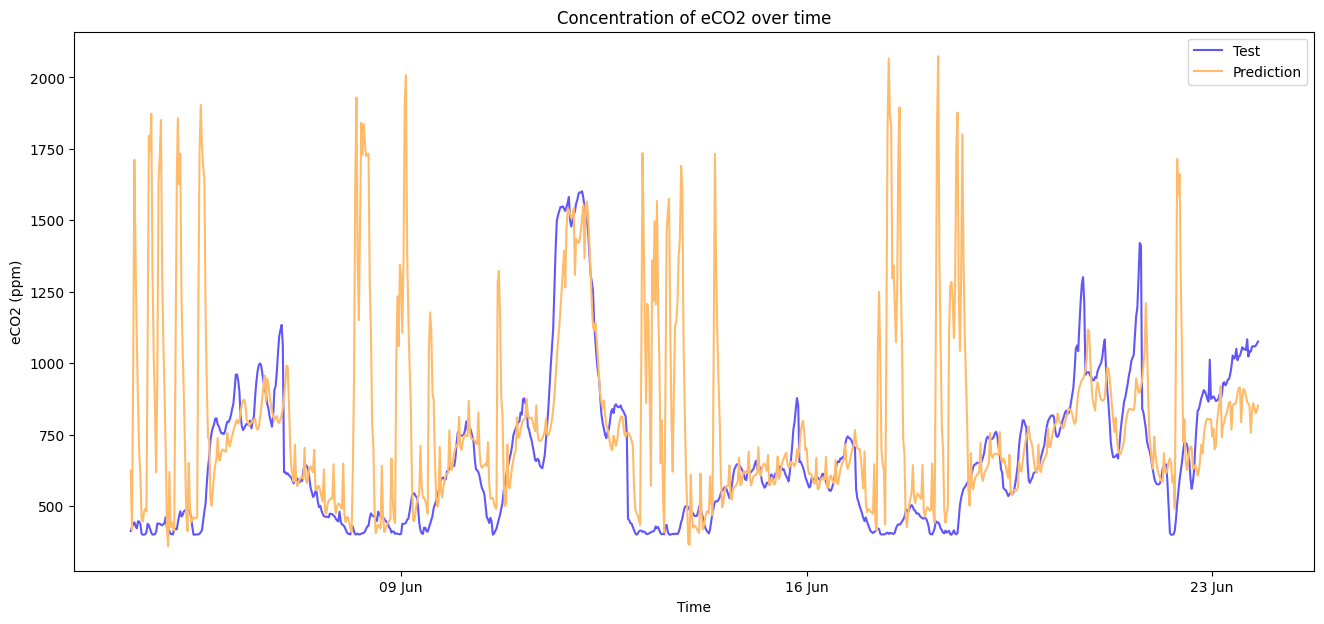 Concentration of eCO2 over time
Test
Prediction
eCO2 (ppm)
2000
1750
1500
1250
1000
750
500
09 Jun
16 Jun
23 Jun
Time